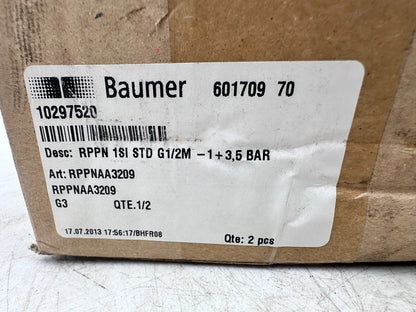 Baumer 601709 70
10297520
Desc: RPPN 1SI STD G1/2M -1+3,5 BAR
Art: RPPNAA3209
RPPNAA3209
G3 QTE.1/2
17.07.2013 17:56:17/BHFR08
Qte: 2 pcs